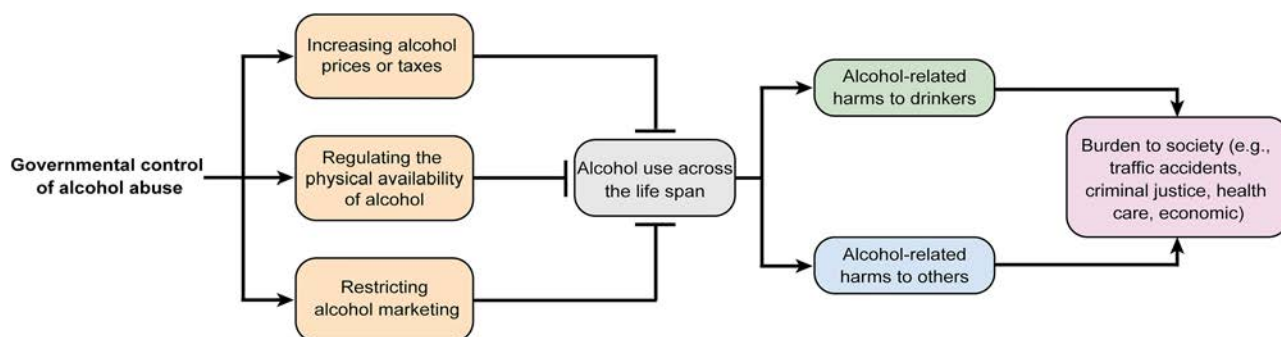 Increasing alcohol
prices or taxes
Governmental control
of alcohol abuse
Regulating the
physical availability
of alcohol
Restricting
alcohol marketing
Alcohol use across
the life span
Alcohol-related
harms to drinkers
Alcohol-related
harms to others
Burden to society (e.g.,
traffic accidents,
criminal justice, health
care, economic)